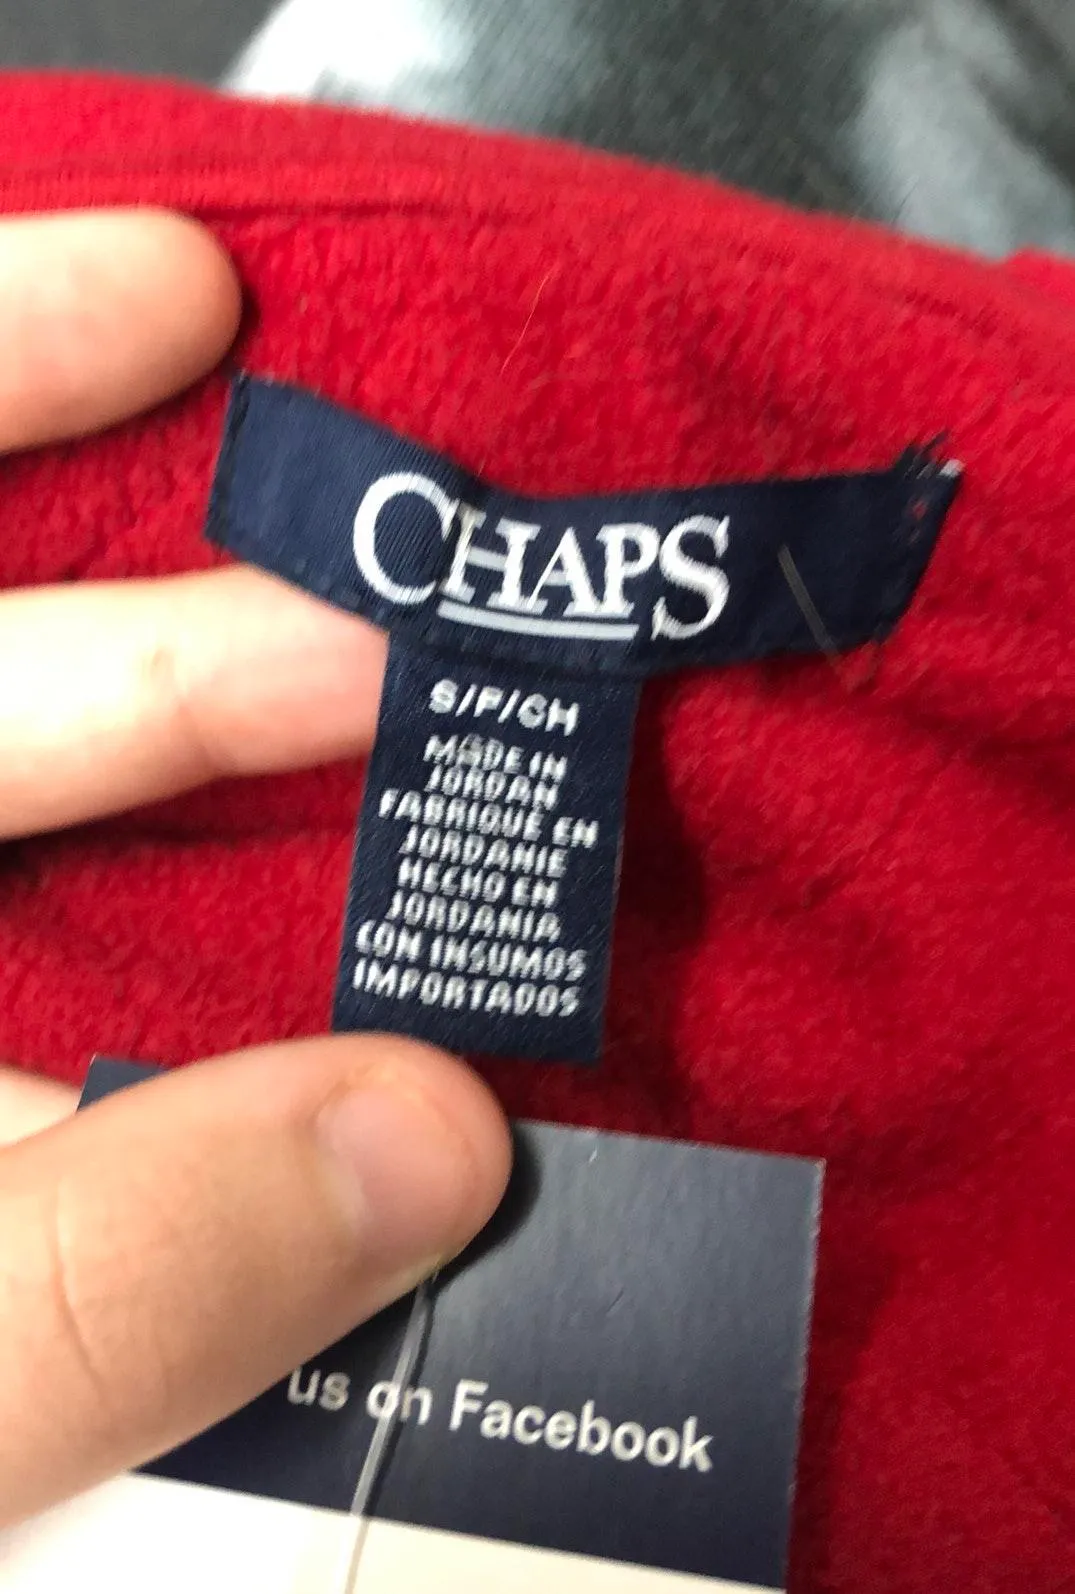 CHAPS
S/P/CH
MADE IN
JORDAN
FABRIQUÉ EN
JORDANIE
HECHO EN
JORDANIA
CON INSUMOS
IMPORTADOS
us on Facebook